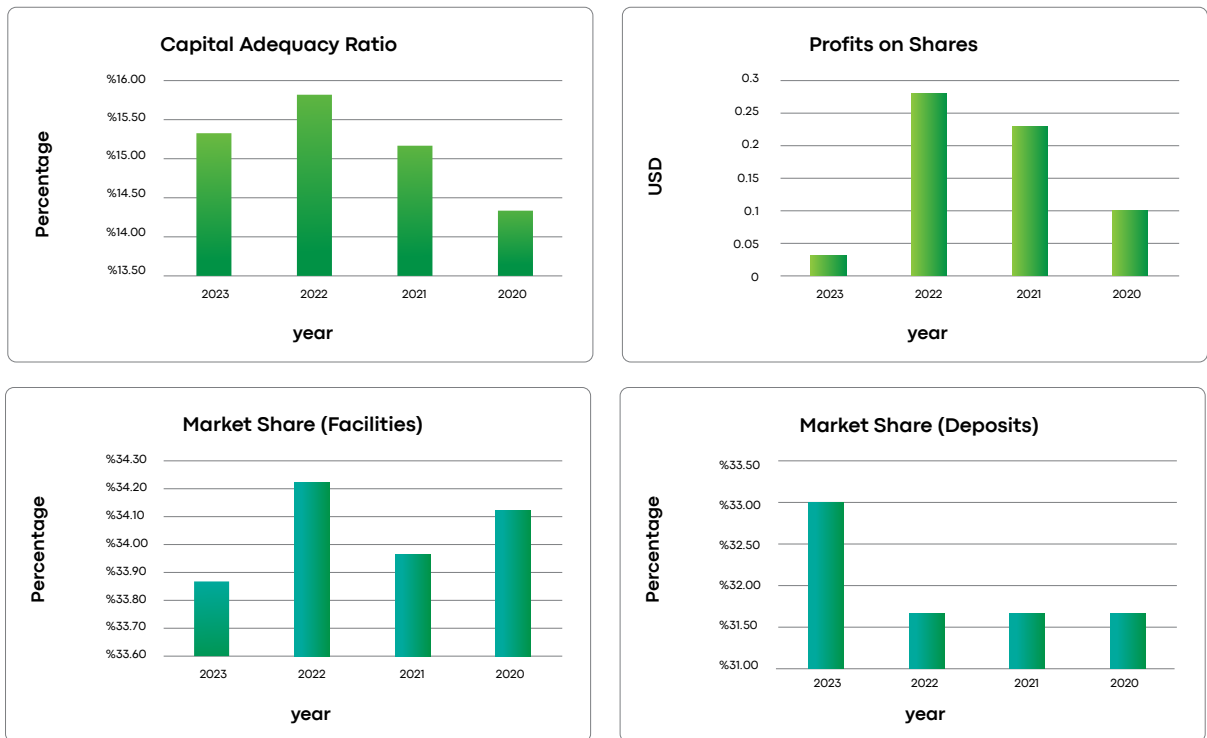 Capital Adequacy Ratio
Percentage
%16.00
%15.50
%15.00
%14.50
%14.00
%13.50
2023 2022 2021 2020
year
Profits on Shares
USD
0.3
0.25
0.2
0.15
0.1
0.05
0
2023 2022 2021 2020
year
Market Share (Facilities)
Percentage
%34.30
%34.20
%34.10
%34.00
%33.90
%33.80
%33.70
%33.60
2023 2022 2021 2020
year
Market Share (Deposits)
Percentage
%33.50
%33.00
%32.50
%32.00
%31.50
%31.00
2023 2022 2021 2020
year